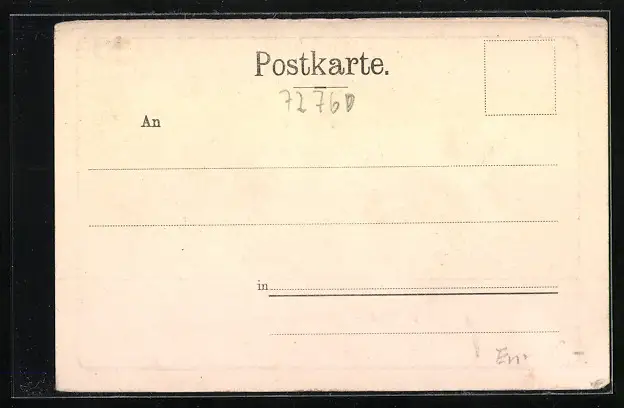 Postkarte.
72760
An
in